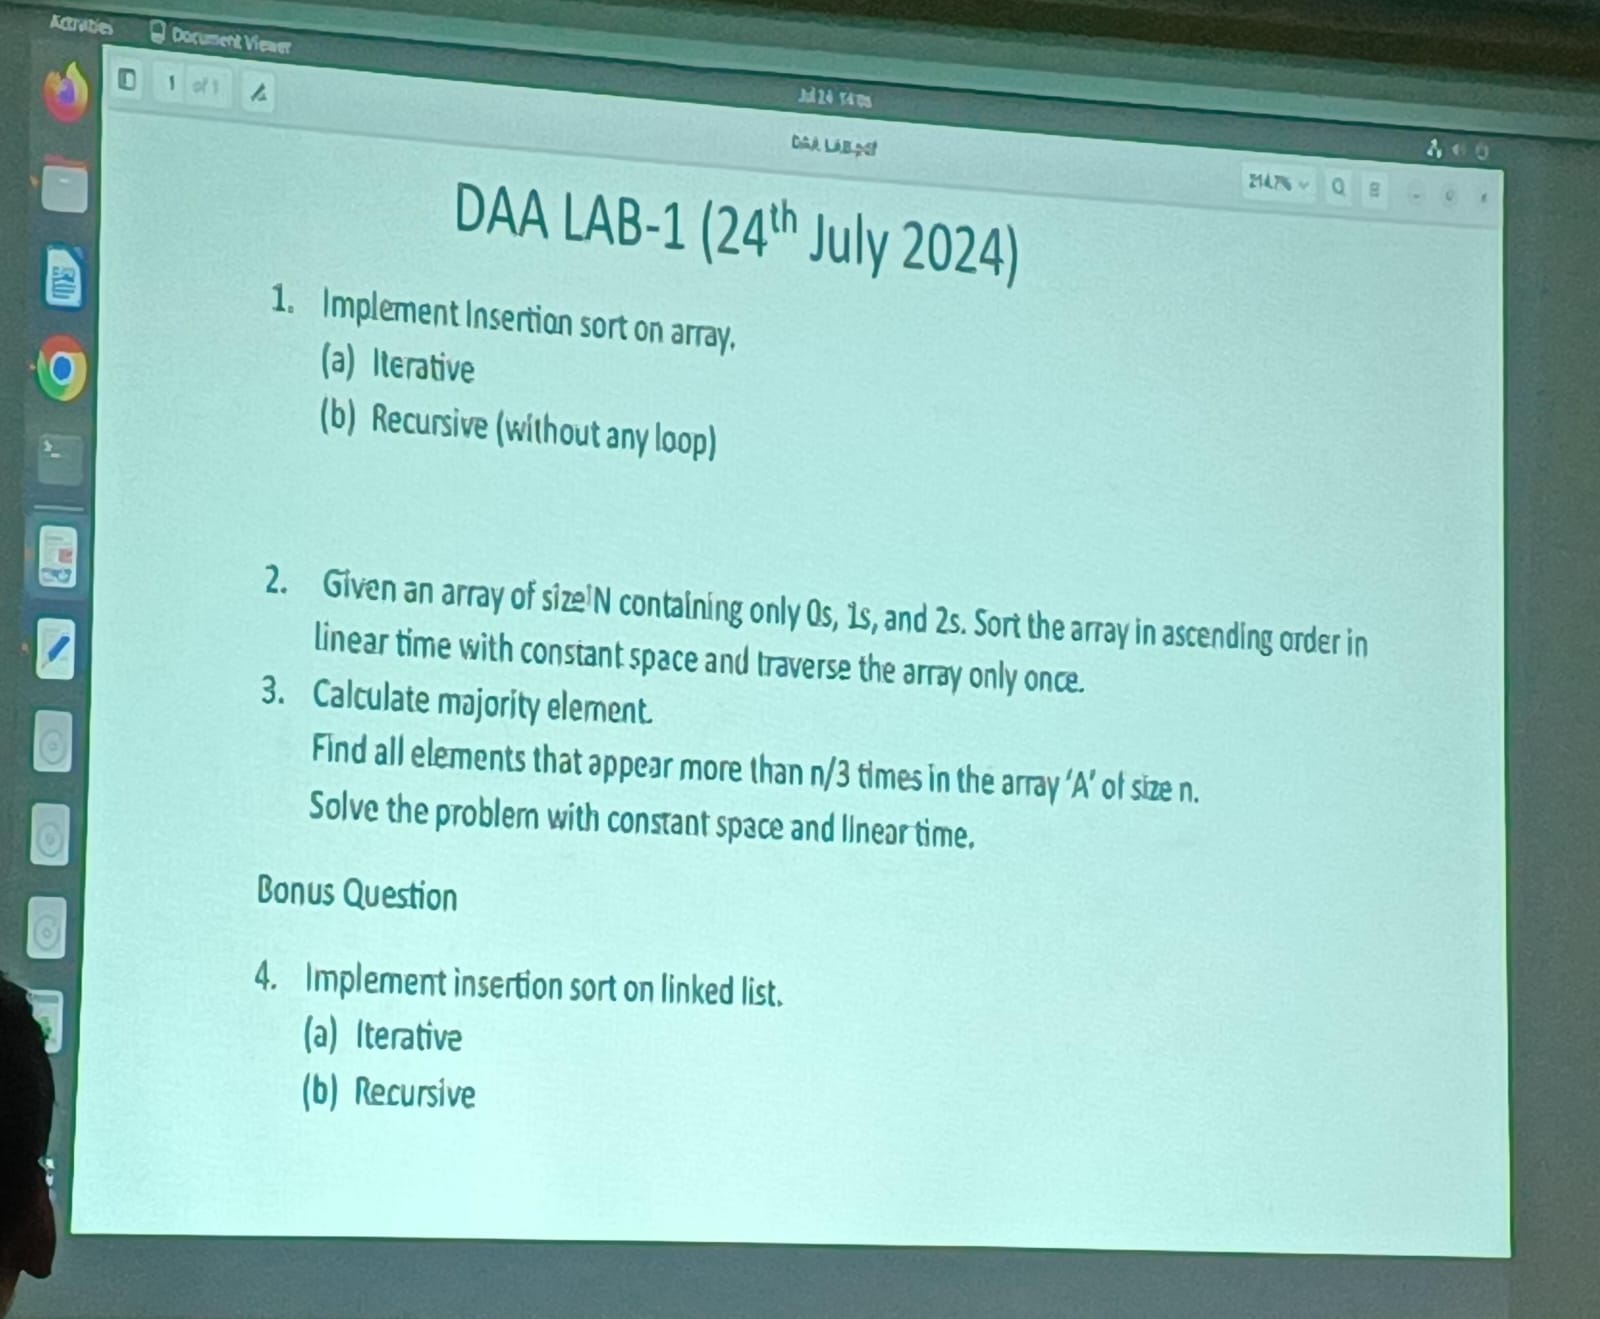 Activities Document Viewer
Jul 24 14:08
1 of 1
DAA LAB.pdf
214.7%
DAA LAB-1 (24th July 2024)
1. Implement Insertion sort on array.
(a) Iterative
(b) Recursive (without any loop)
2. Given an array of size N containing only 0s, 1s, and 2s. Sort the array in ascending order in
linear time with constant space and traverse the array only once.
3. Calculate majority element.
Find all elements that appear more than n/3 times in the array ‘A’ of size n.
Solve the problem with constant space and linear time.
Bonus Question
4. Implement insertion sort on linked list.
(a) Iterative
(b) Recursive